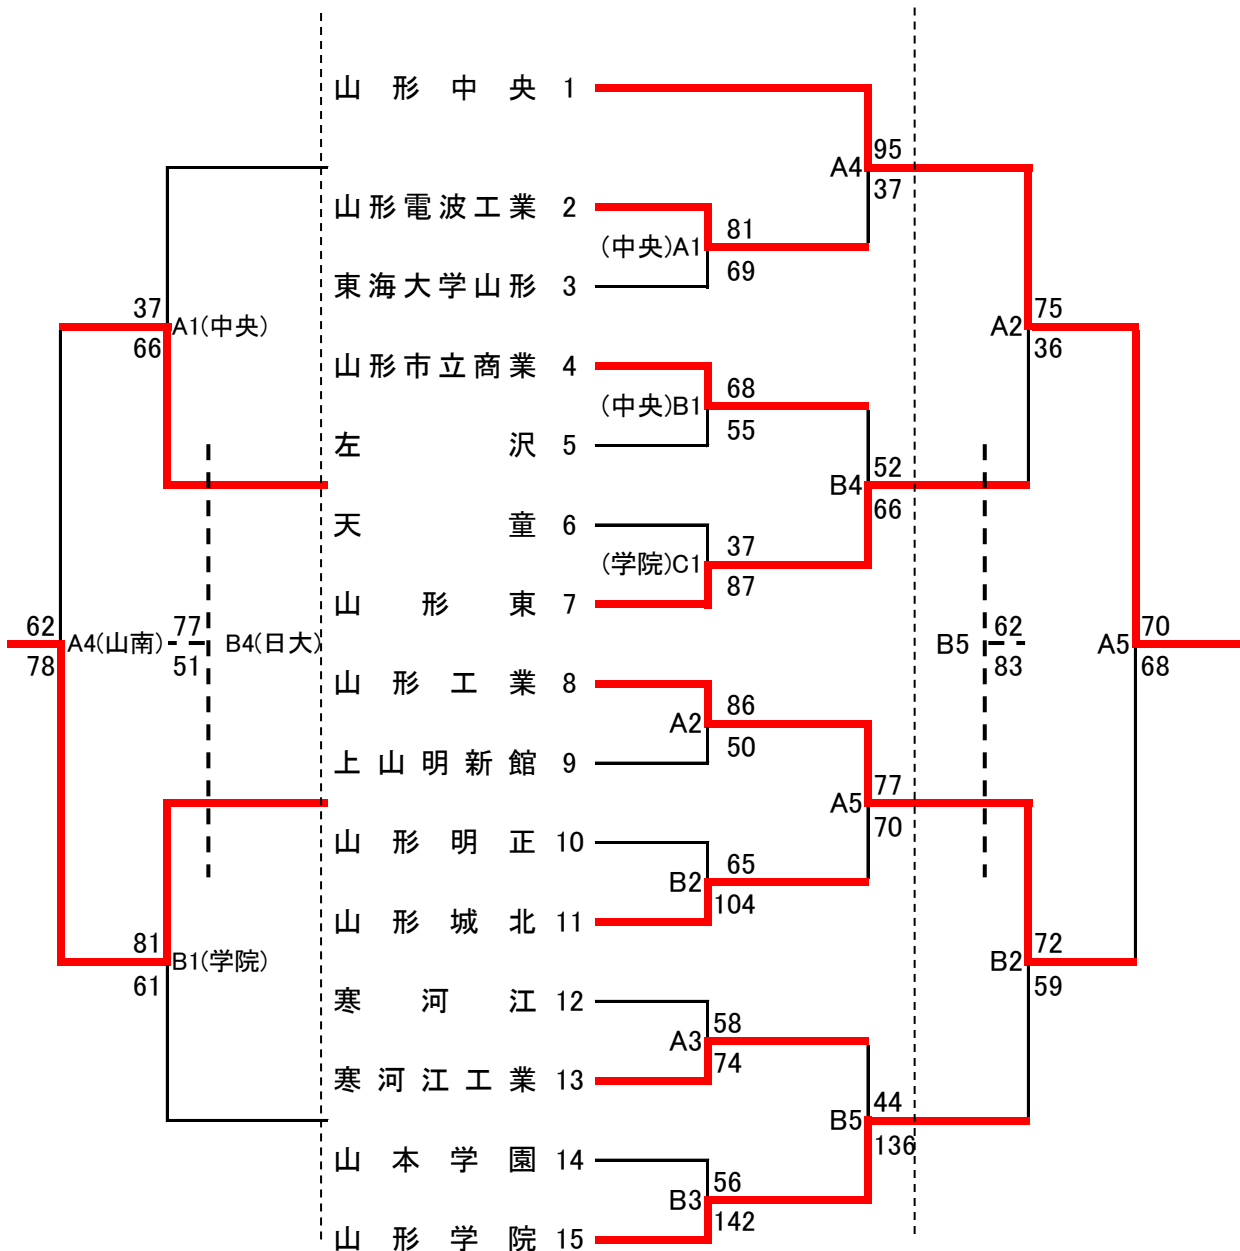 山形中央 1
95
A4
37
山形電波工業 2
81
(中央)A1
69
東海大学山形 3
37
A1(中央)
66
75
A2
36
山形市立商業 4
68
(中央)B1
55
左沢 5
52
B4
66
天童 6
37
(学院)C1
87
山形東 7
62
A4(山南)
78
77
51
B4(日大)
B5
62
83
A5
70
68
山形工業 8
86
A2
50
上山明新館 9
77
A5
70
山形明正 10
65
B2
104
山形城北 11
81
B1(学院)
61
72
B2
59
寒河江 12
58
A3
74
寒河江工業 13
44
B5
136
山本学園 14
56
B3
142
山形学院 15